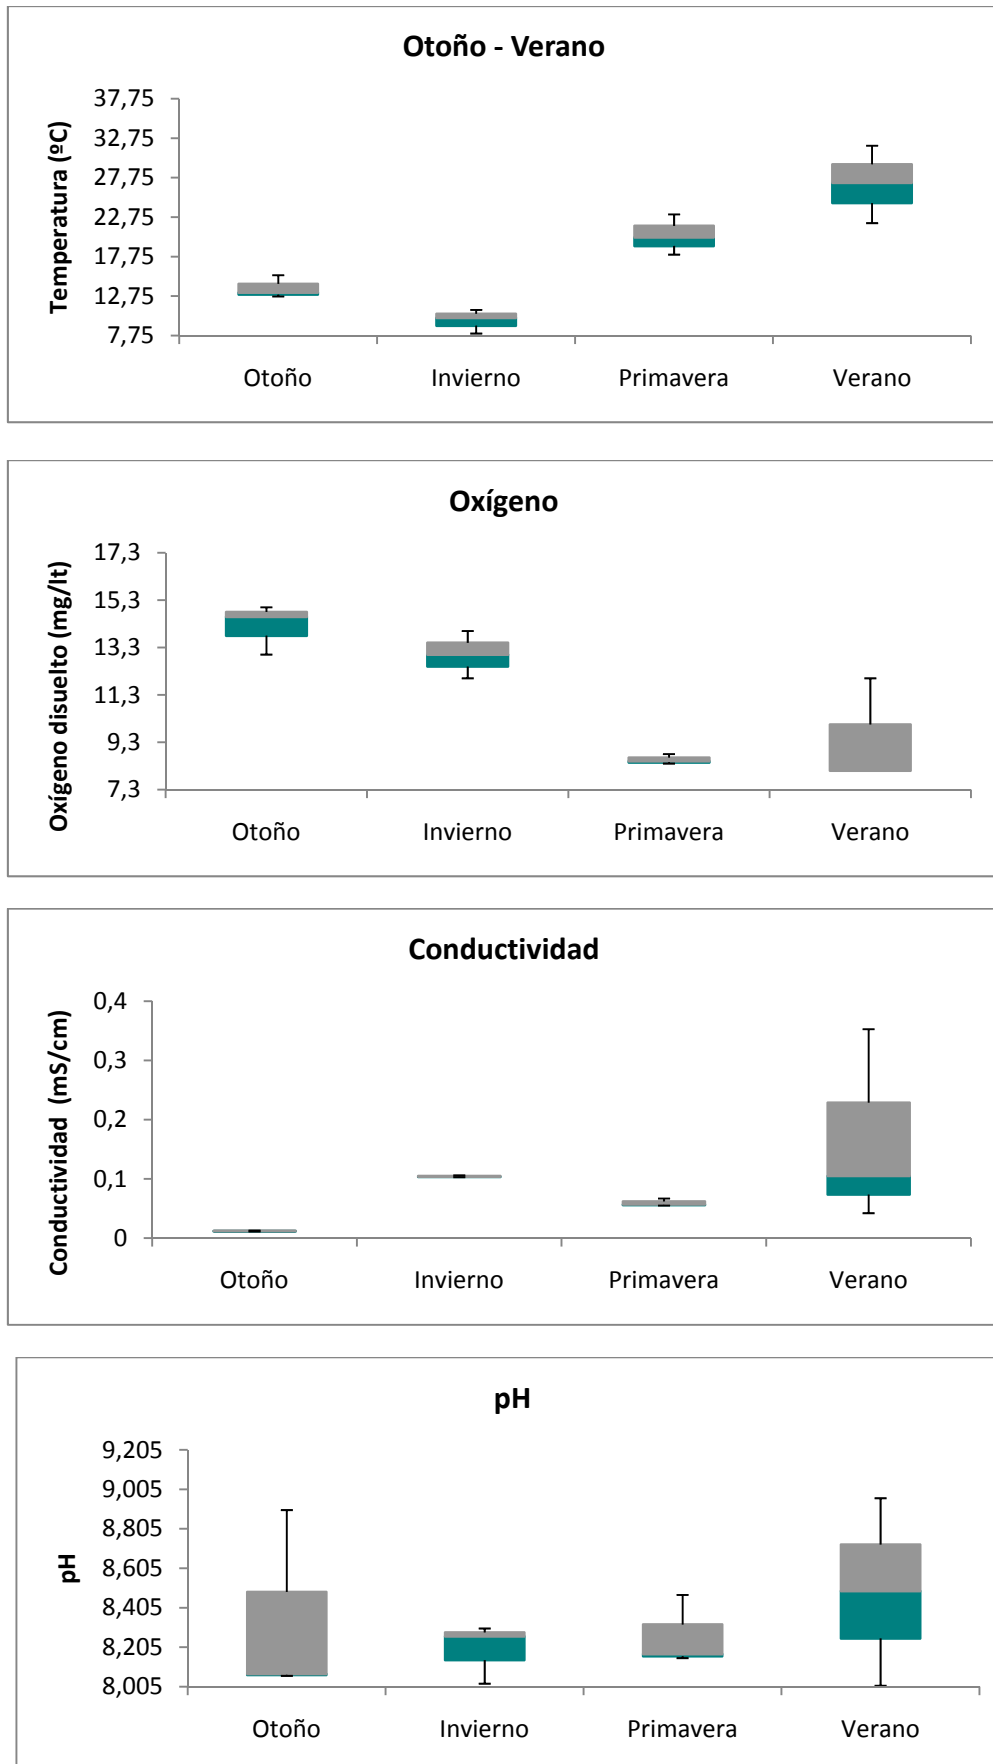 Otoño - Verano
Temperatura (ºC)
37,75
32,75
27,75
22,75
17,75
12,75
7,75
Otoño Invierno Primavera Verano
Oxígeno
Oxígeno disuelto (mg/lt)
17,3
15,3
13,3
11,3
9,3
7,3
Otoño Invierno Primavera Verano
Conductividad
Conductividad (mS/cm)
0,4
0,3
0,2
0,1
0
Otoño Invierno Primavera Verano
pH
pH
9,205
9,005
8,805
8,605
8,405
8,205
8,005
Otoño Invierno Primavera Verano